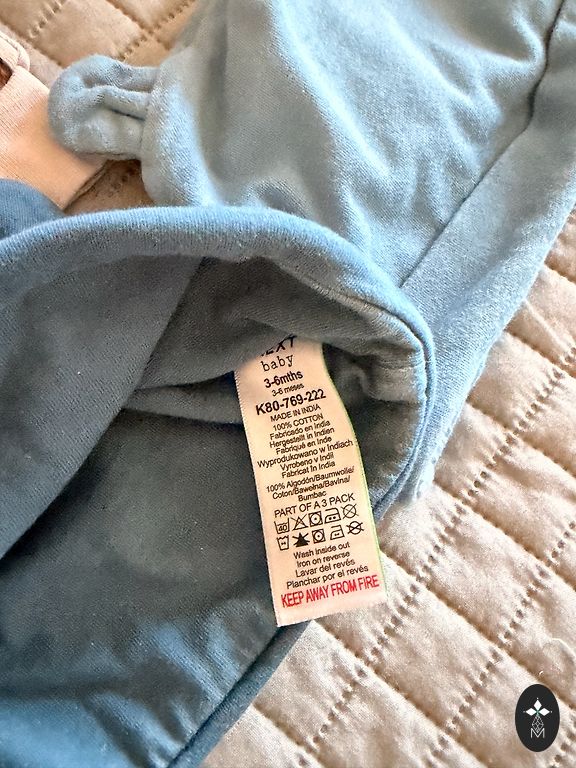 baby
3-6mths
3-6 meses
K80-769-222
MADE IN INDIA
100% COTTON
Fabricado en India
Hergestellt in Indien
Fabriqué en Inde
Wyprodukowano w Indiach
Vyrobeno v Indii
Fabricat în India
100% Algodón/Baumwolle/
Coton/Bawełna/Bavlna/
Bumbac
PART OF A 3 PACK
40
Wash inside out
Iron on reverse
Lavar del revés
Planchar por el revés
KEEP AWAY FROM FIRE